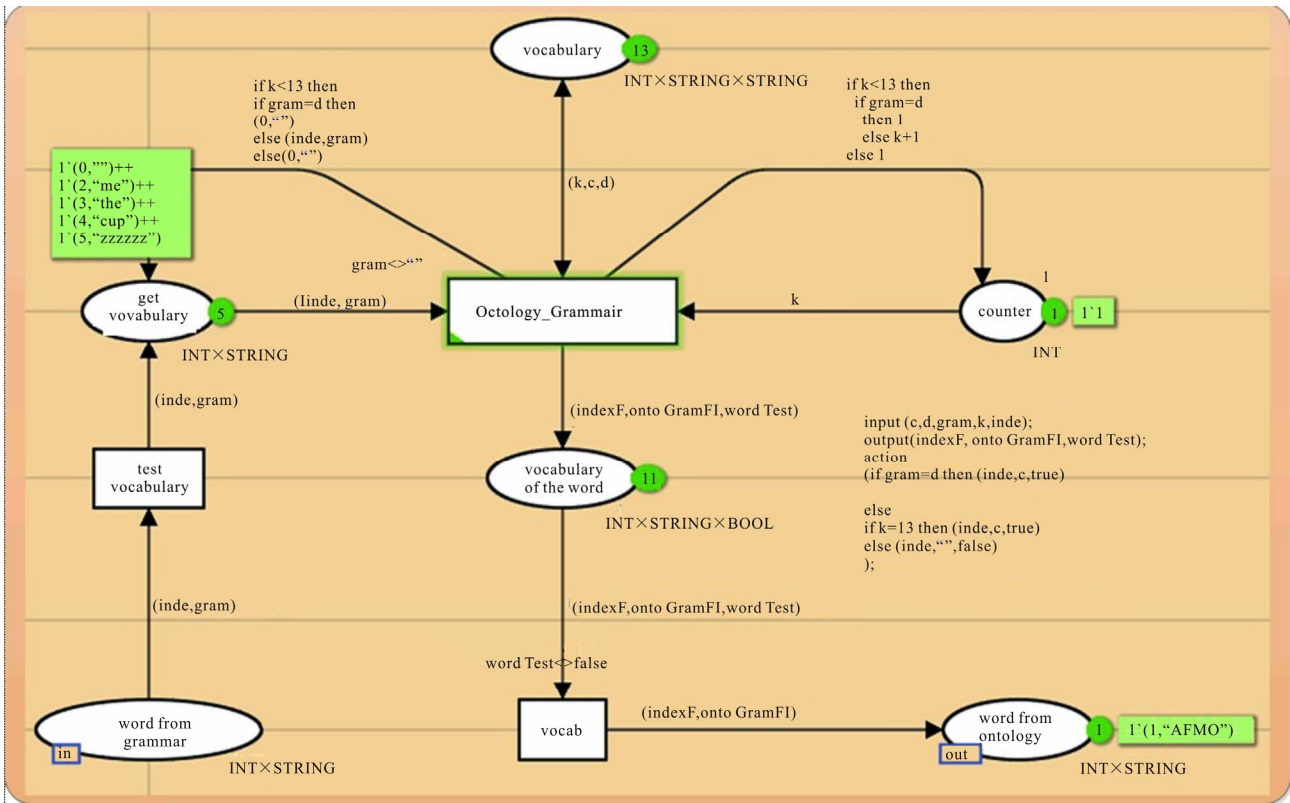 vocabulary
13
INT×STRING×STRING
if k<13 then
if gram=d then
(0,“”)
else (inde,gram)
else(0,“”)
if k<13 then
if gram=d
then 1
else k+1
else 1
1`(0,””)++
1`(2,“me”)++
1`(3,“the”)++
1`(4,“cup”)++
1`(5,“zzzzzz”)
(k,c,d)
gram<>“”
get
vovabulary
5
INT×STRING
(Iinde, gram)
Octology_Grammair
k
counter
1
1
1`1
INT
(inde,gram)
(indexF,onto GramFI,word Test)
input (c,d,gram,k,inde);
output(indexF, onto GramFI,word Test);
action
(if gram=d then (inde,c,true)
else
if k=13 then (inde,c,true)
else (inde,“”,false)
);
test
vocabulary
vocabulary
of the word
11
INT×STRING×BOOL
(inde,gram)
(indexF,onto GramFI,word Test)
word Test<>false
word from
grammar
in
INT×STRING
vocab
(indexF,onto GramFI)
word from
ontology
out
1
1`(1,“AFMO”)
INT×STRING